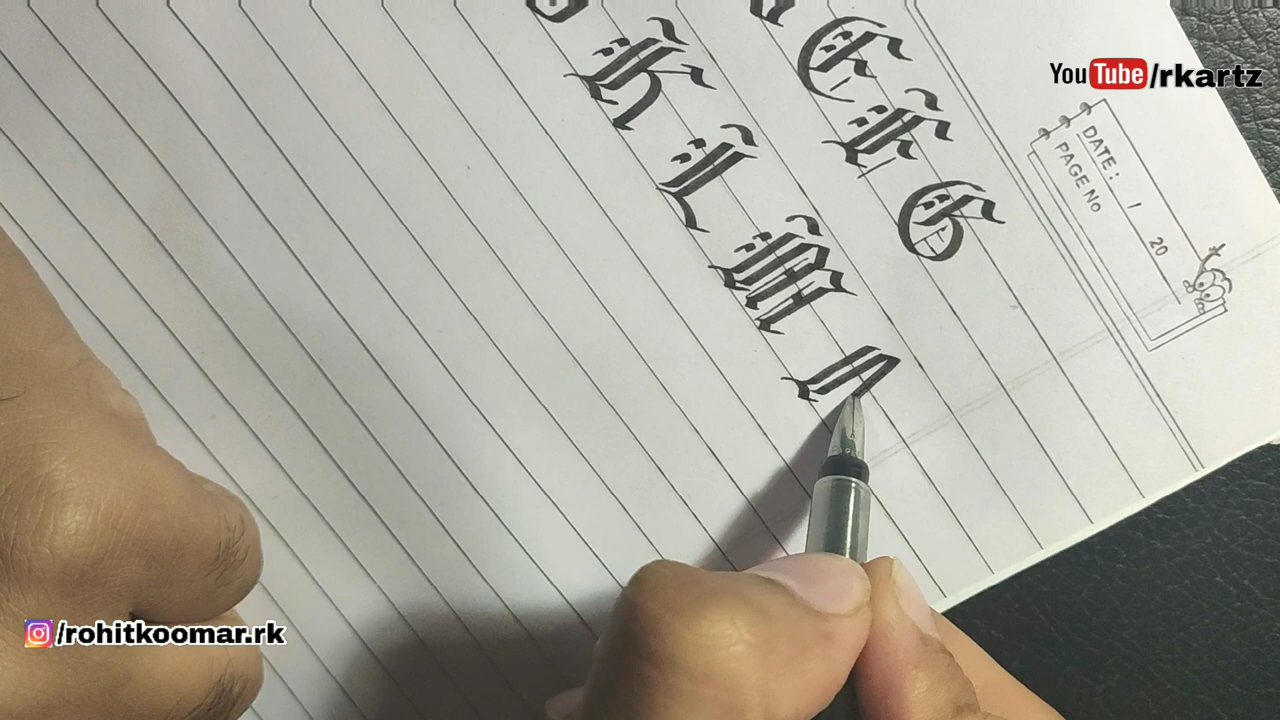 YouTube/rkartz
DATE : / 20
PAGE No
E F G
K L M
/rohitkoomar.rk